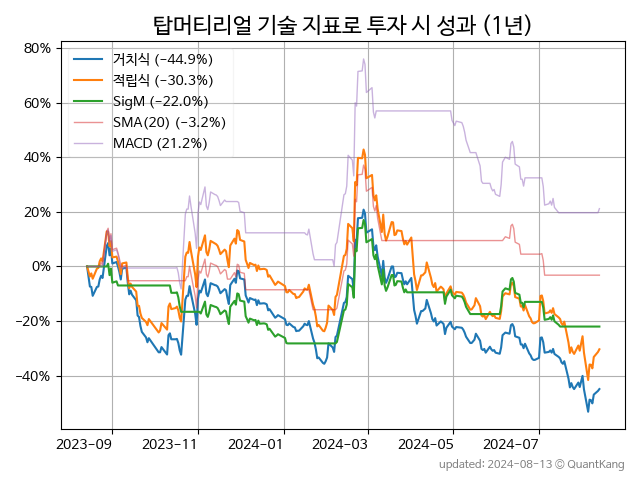 탑머티리얼 기술 지표로 투자 시 성과 (1년)
80%
60%
40%
20%
0%
−20%
−40%
거치식 (−44.9%)
적립식 (−30.3%)
SigM (−22.0%)
SMA(20) (−3.2%)
MACD (21.2%)
2023-09 2023-11 2024-01 2024-03 2024-05 2024-07
updated: 2024-08-13 © QuantKang